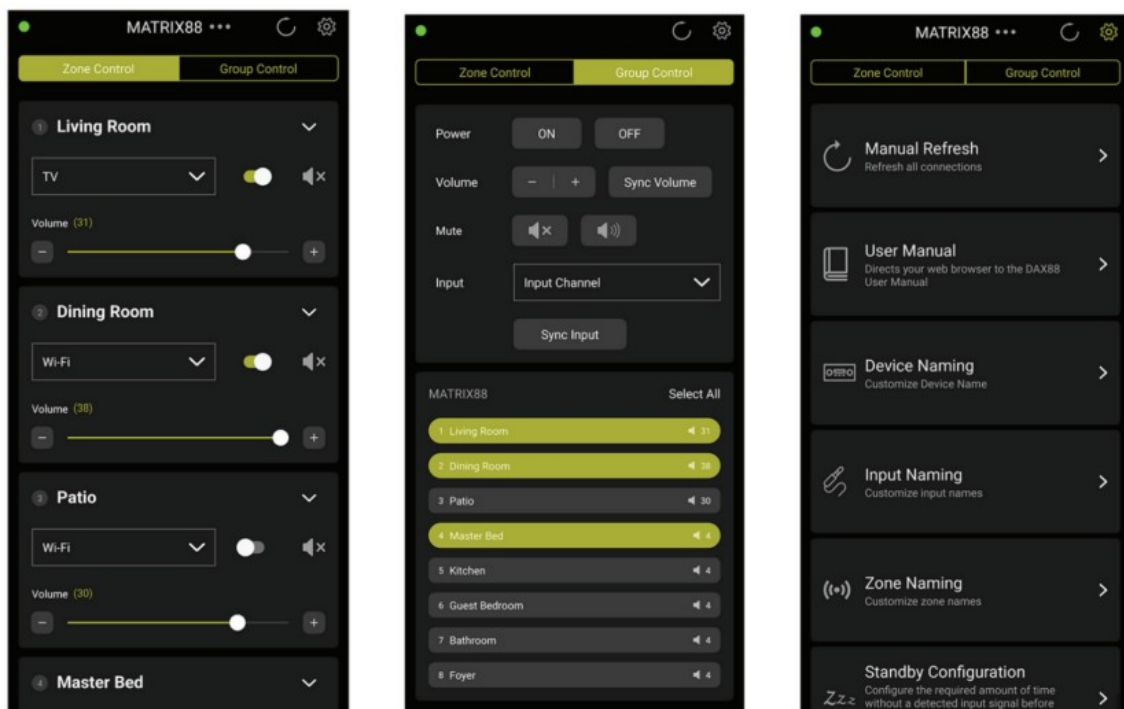 MATRIX88 •••
Zone Control Group Control
1 Living Room
TV
Volume (31)
− +
2 Dining Room
Wi-Fi
Volume (38)
− +
3 Patio
Wi-Fi
Volume (30)
− +
4 Master Bed
Zone Control Group Control
Power ON OFF
Volume − | + Sync Volume
Mute
Input Input Channel
Sync Input
MATRIX88 Select All
1 Living Room 31
2 Dining Room 38
3 Patio 30
4 Master Bed 4
5 Kitchen 4
6 Guest Bedroom 4
7 Bathroom 4
8 Foyer 4
MATRIX88 •••
Zone Control Group Control
Manual Refresh
Refresh all connections
User Manual
Directs your web browser to the DAX88
User Manual
Device Naming
Customize Device Name
Input Naming
Customize input names
Zone Naming
Customize zone names
Standby Configuration
Configure the required amount of time
Zzz without a detected input signal before